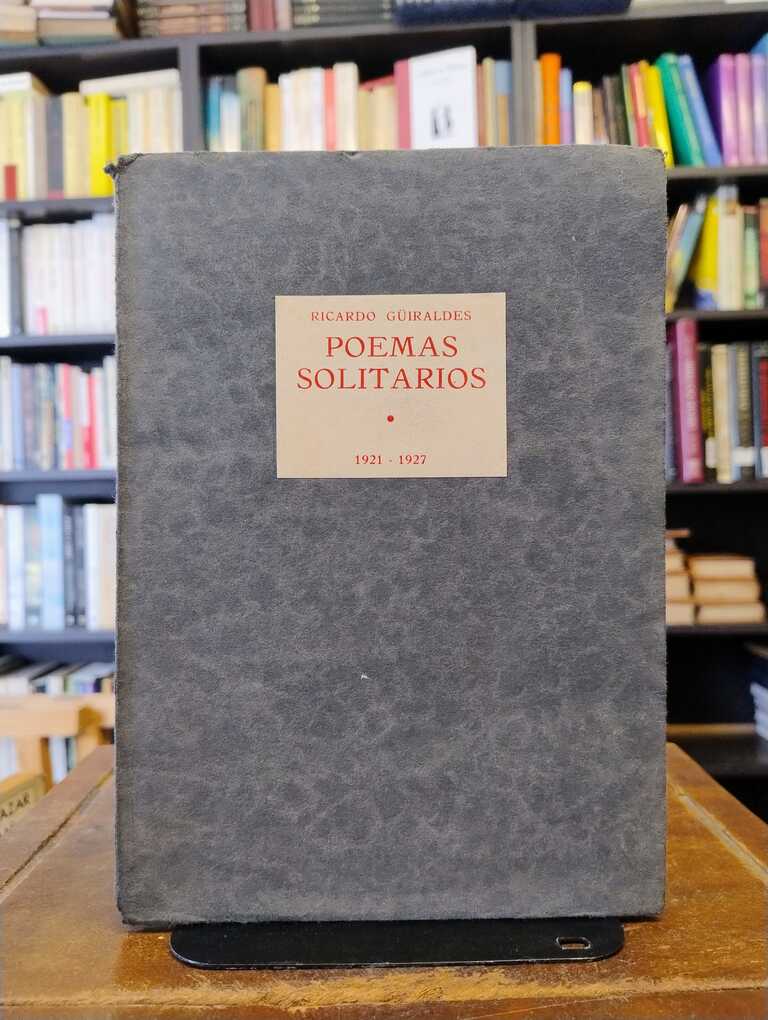 RICARDO GÜIRALDES
POEMAS
SOLITARIOS
1921 - 1927